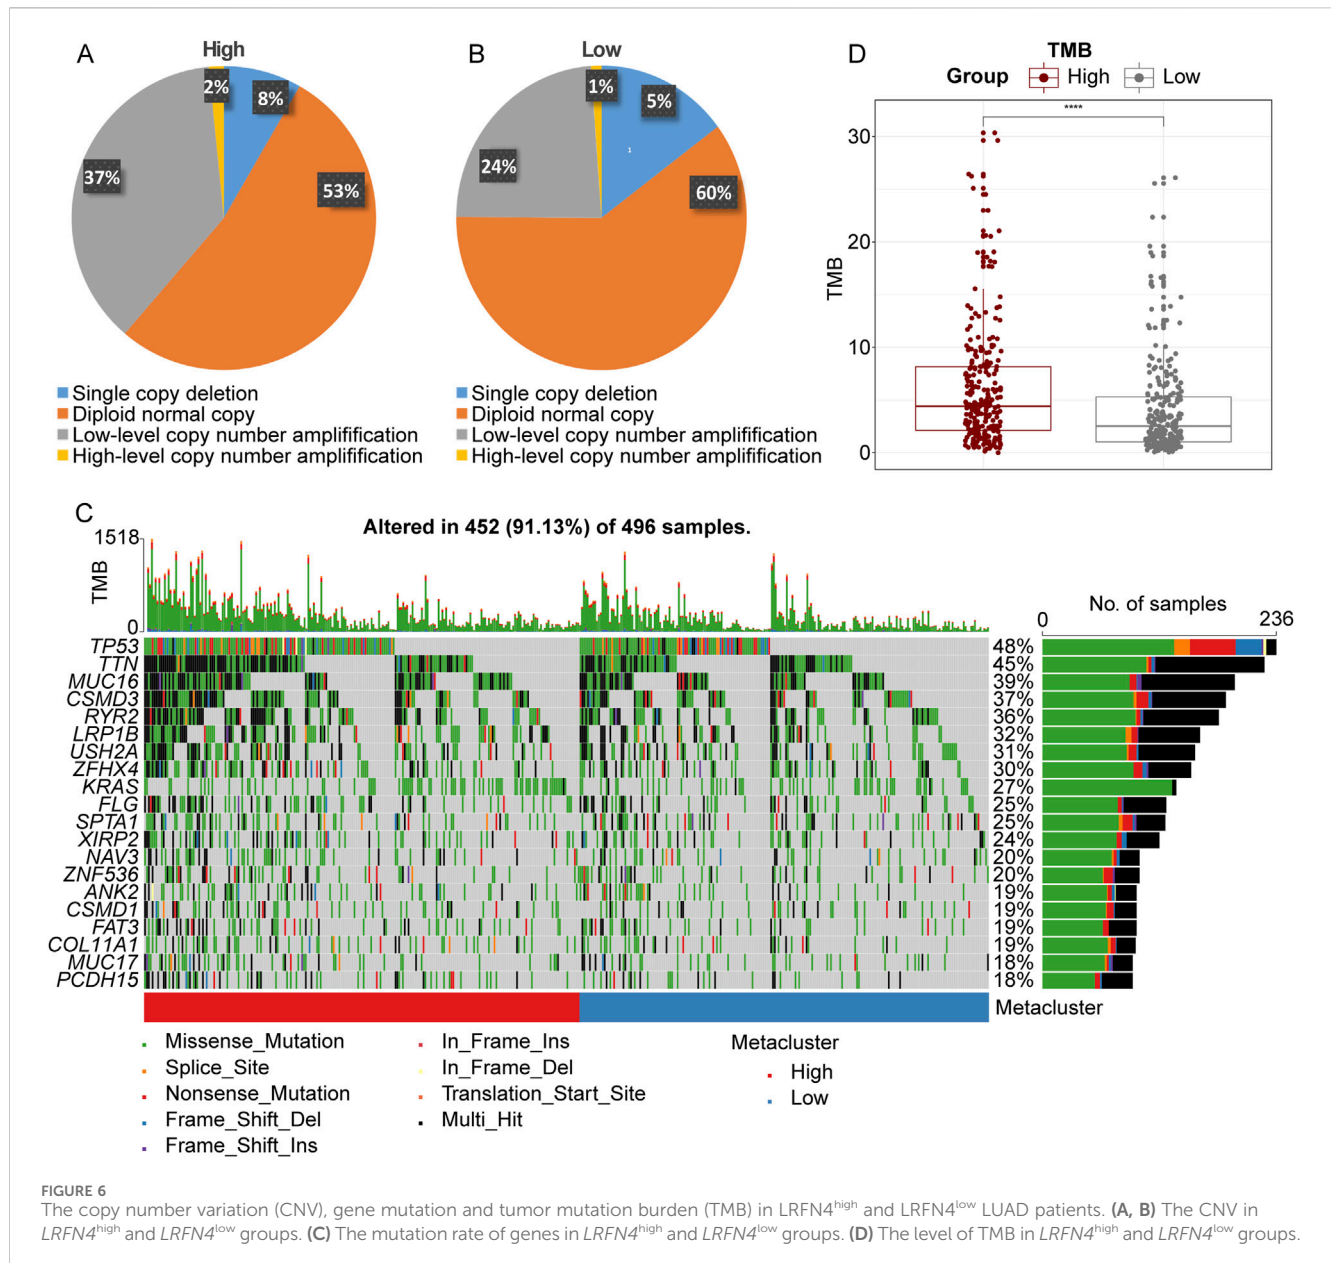 A
High
2%
8%
37%
53%
Single copy deletion
Diploid normal copy
Low-level copy number amplifification
High-level copy number amplifification
B
Low
1%
5%
1
24%
60%
Single copy deletion
Diploid normal copy
Low-level copy number amplifification
High-level copy number amplifification
D
TMB
Group High Low
****
30
20
10
0
TMB
C
Altered in 452 (91.13%) of 496 samples.
1518
TMB
0
No. of samples
0 236
TP53 48%
TTN 45%
MUC16 39%
CSMD3 37%
RYR2 36%
LRP1B 32%
USH2A 31%
ZFHX4 30%
KRAS 27%
FLG 25%
SPTA1 25%
XIRP2 24%
NAV3 20%
ZNF536 20%
ANK2 19%
CSMD1 19%
FAT3 19%
COL11A1 19%
MUC17 18%
PCDH15 18%
Metacluster
Missense_Mutation
Splice_Site
Nonsense_Mutation
Frame_Shift_Del
Frame_Shift_Ins
In_Frame_Ins
In_Frame_Del
Translation_Start_Site
Multi_Hit
Metacluster
High
Low
FIGURE 6
The copy number variation (CNV), gene mutation and tumor mutation burden (TMB) in LRFN4high and LRFN4low LUAD patients. (A, B) The CNV in
LRFN4high and LRFN4low groups. (C) The mutation rate of genes in LRFN4high and LRFN4low groups. (D) The level of TMB in LRFN4high and LRFN4low groups.